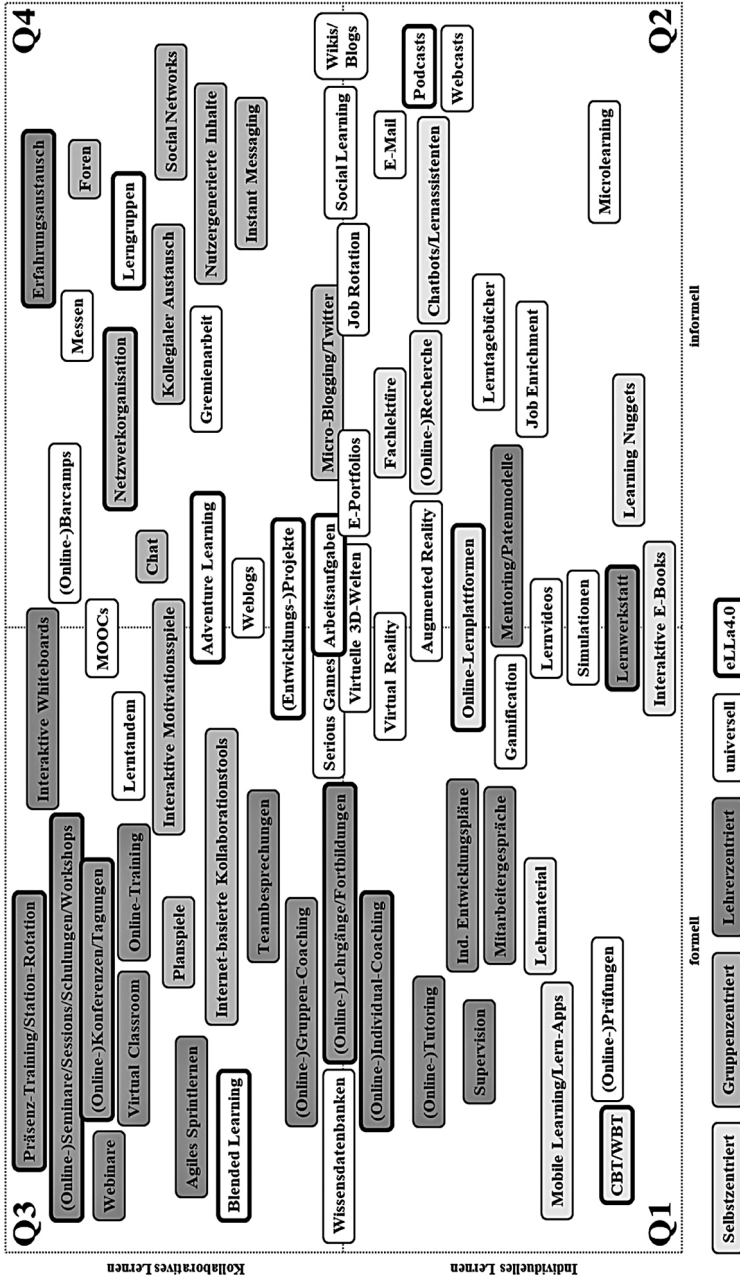 Q3
Q4
Präsenz-Training/Station-Rotation
Interaktive Whiteboards
Erfahrungsaustausch
(Online-)Seminare/Sessions/Schulungen/Workshops
(Online-)Barcamps
Messen
Foren
Webinare
(Online-)Konferenzen/Tagungen
MOOCs
Netzwerkorganisation
Lerngruppen
Virtual Classroom
Online-Training
Lerntandem
Chat
Kollegialer Austausch
Social Networks
Agiles Sprintlernen
Planspiele
Interaktive Motivationsspiele
Adventure Learning
Gremienarbeit
Nutzergenerierte Inhalte
Blended Learning
Internet-basierte Kollaborationstools
Weblogs
Instant Messaging
Teambesprechungen
(Entwicklungs-)Projekte
(Online-)Gruppen-Coaching
Serious Games
Arbeitsaufgaben
Micro-Blogging/Twitter
Social Learning
Wikis/
Blogs
Wissensdatenbanken
(Online-)Lehrgänge/Fortbildungen
Virtuelle 3D-Welten
E-Portfolios
Job Rotation
(Online-)Individual-Coaching
Virtual Reality
Fachlektüre
E-Mail
(Online-)Tutoring
Augmented Reality
(Online-)Recherche
Chatbots/Lernassistenten
Podcasts
Webcasts
Ind. Entwicklungspläne
Online-Lernplattformen
Supervision
Mitarbeitergespräche
Gamification
Mentoring/Patenmodelle
Lerntagebücher
Lehrmaterial
Lernvideos
Job Enrichment
Mobile Learning/Lern-Apps
Simulationen
(Online-)Prüfungen
Microlearning
CBT/WBT
Lernwerkstatt
Learning Nuggets
Interaktive E-Books
Q1
Q2
Kollaboratives Lernen
Individuelles Lernen
formell
informell
Selbstzentriert
Gruppenzentriert
Lehrerzentriert
universell
eLLa4.0